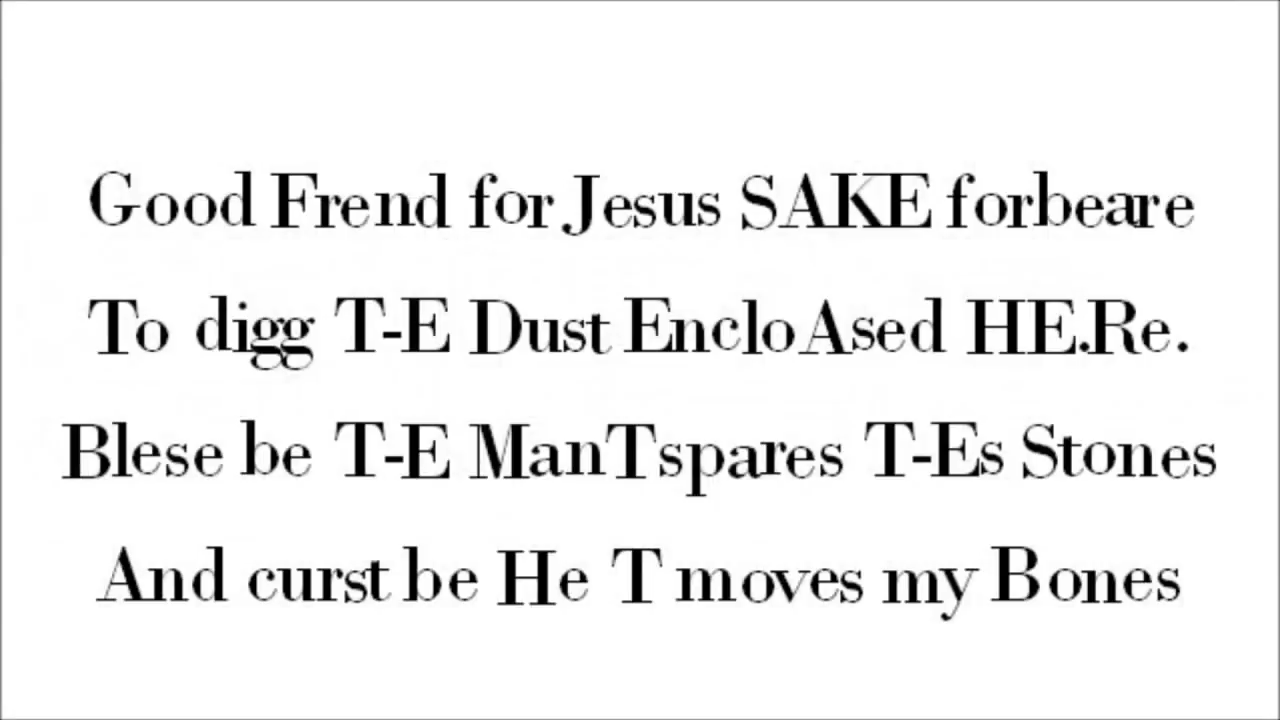 Good Frend for Jesus SAKE forbeare
To digg T-E Dust EncloAsed HE.Re.
Blese be T-E ManTspares T-Es Stones
And curst be He T moves my Bones